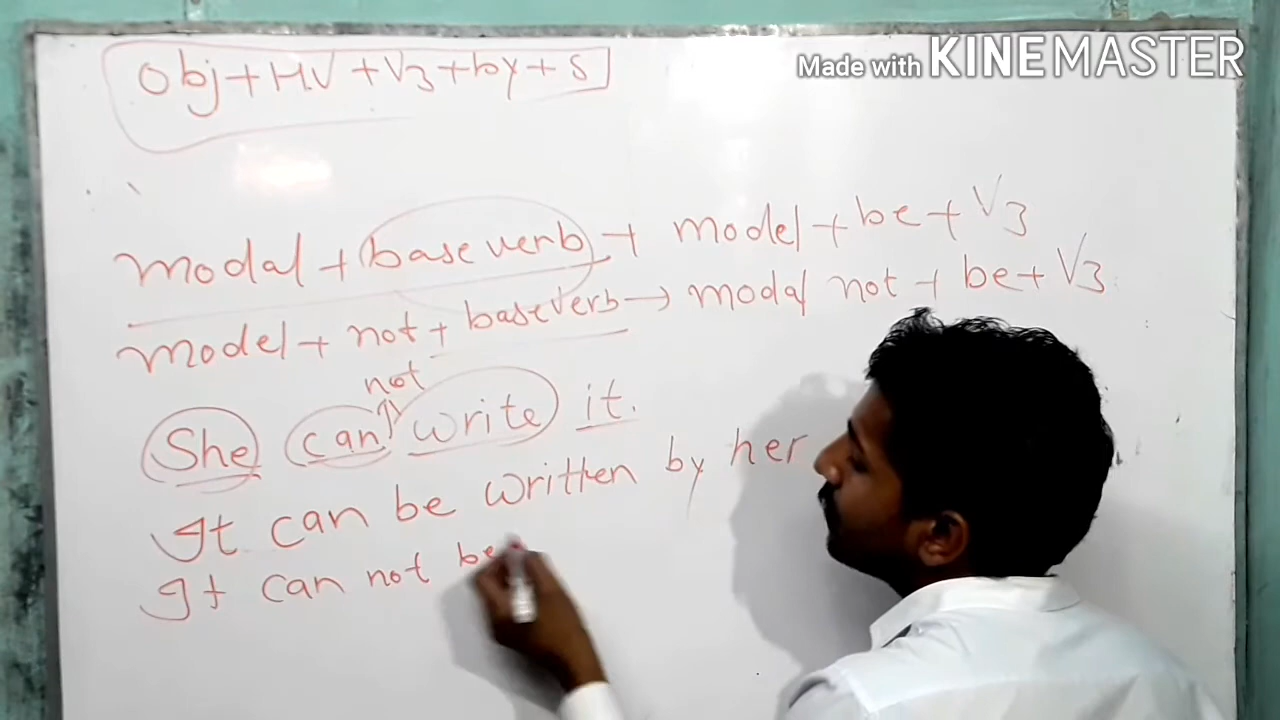 Made with KINEMASTER
Obj + HV + V3 + by + S
modal + base verb + model + be + V3
model + not + base verb → modal not + be + V3
not
She can write it.
It can be written by her
It can not be